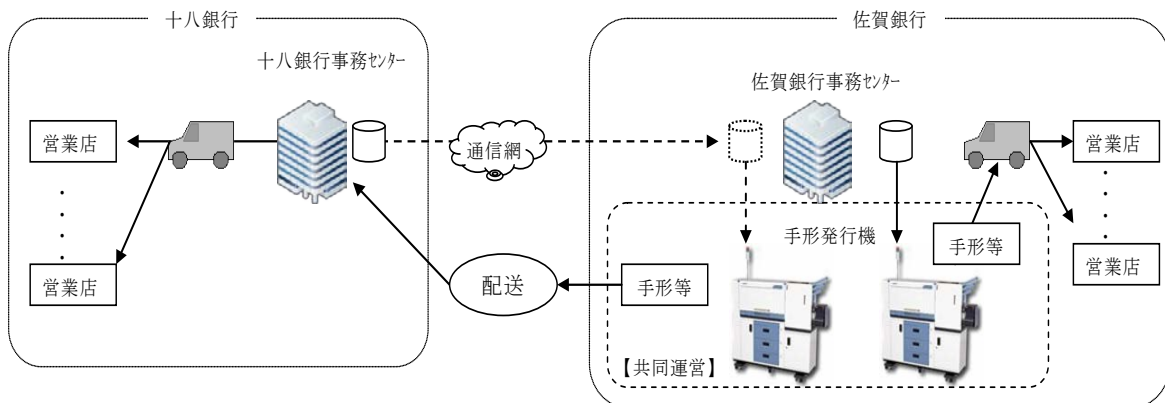 十八銀行
佐賀銀行
十八銀行事務ｾﾝﾀｰ
佐賀銀行事務ｾﾝﾀｰ
営業店
通信網
営業店
手形発行機
手形等
営業店
配送
手形等
営業店
【共同運営】